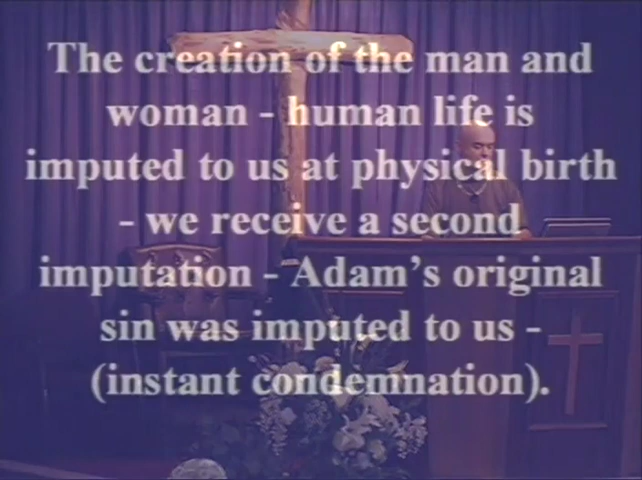 The creation of the man and
woman - human life is
imputed to us at physical birth
- we receive a second
imputation - Adam's original
sin was imputed to us -
(instant condemnation).